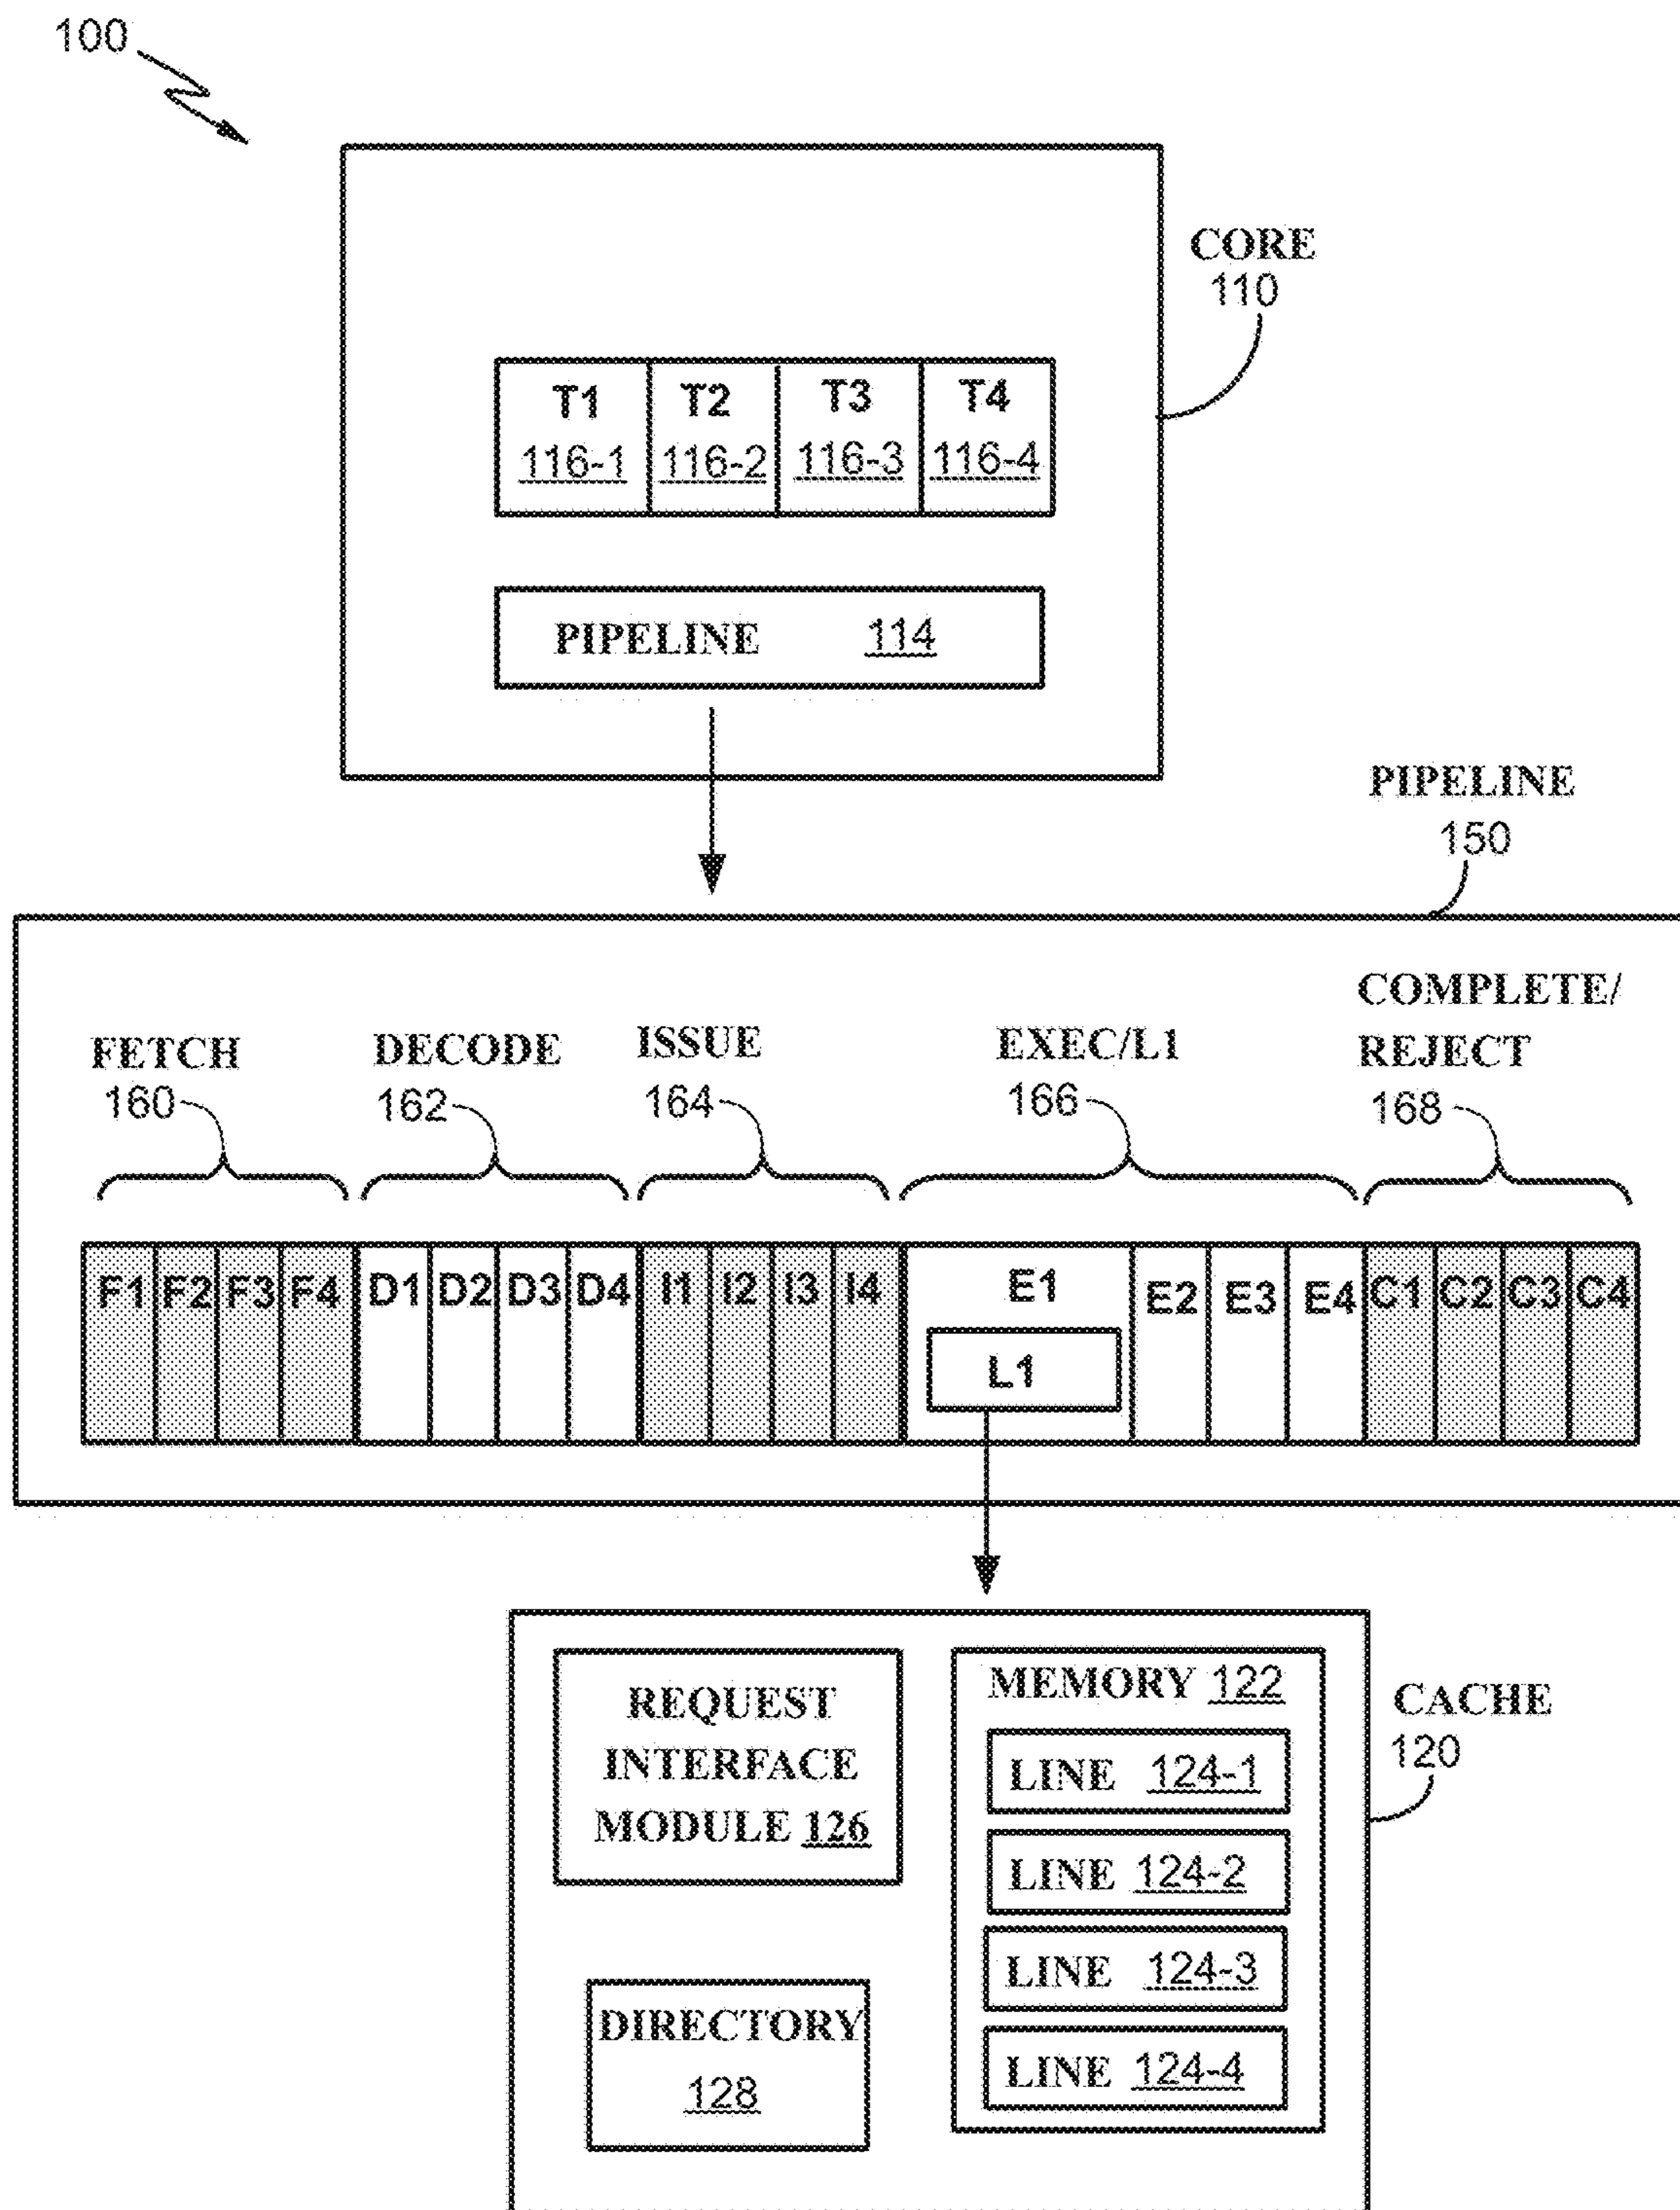 100
CORE
110
T1 T2 T3 T4
116-1 116-2 116-3 116-4
PIPELINE 114
PIPELINE
150
FETCH
160
DECODE
162
ISSUE
164
EXEC/L1
166
COMPLETE/
REJECT
168
F1 F2 F3 F4 D1 D2 D3 D4 I1 I2 I3 I4 E1 E2 E3 E4 C1 C2 C3 C4
L1
REQUEST
INTERFACE
MODULE 126
DIRECTORY
128
MEMORY 122
LINE 124-1
LINE 124-2
LINE 124-3
LINE 124-4
CACHE
120